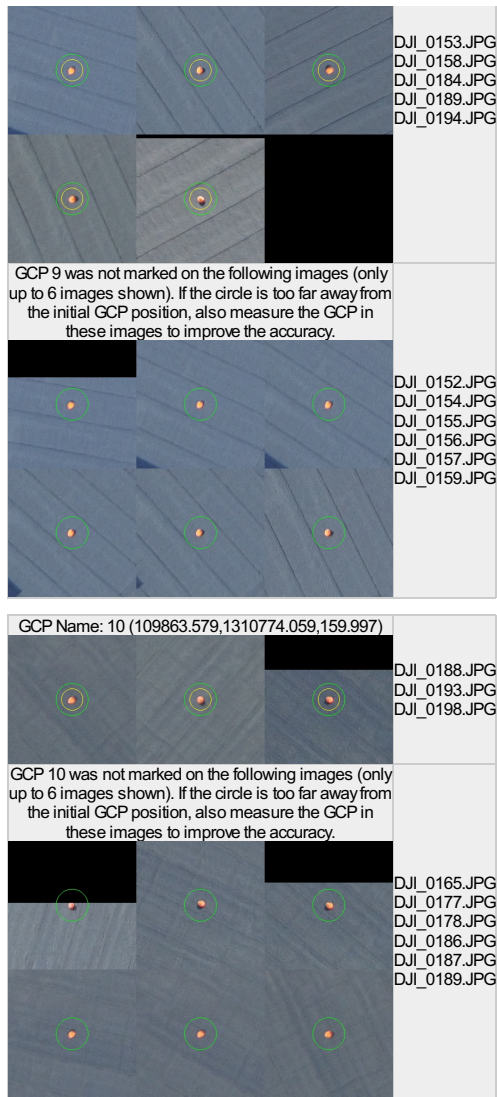 DJI_0153.JPG
DJI_0158.JPG
DJI_0184.JPG
DJI_0189.JPG
DJI_0194.JPG
GCP 9 was not marked on the following images (only
up to 6 images shown). If the circle is too far away from
the initial GCP position, also measure the GCP in
these images to improve the accuracy.
DJI_0152.JPG
DJI_0154.JPG
DJI_0155.JPG
DJI_0156.JPG
DJI_0157.JPG
DJI_0159.JPG
GCP Name: 10 (109863.579,1310774.059,159.997)
DJI_0188.JPG
DJI_0193.JPG
DJI_0198.JPG
GCP 10 was not marked on the following images (only
up to 6 images shown). If the circle is too far away from
the initial GCP position, also measure the GCP in
these images to improve the accuracy.
DJI_0165.JPG
DJI_0177.JPG
DJI_0178.JPG
DJI_0186.JPG
DJI_0187.JPG
DJI_0189.JPG